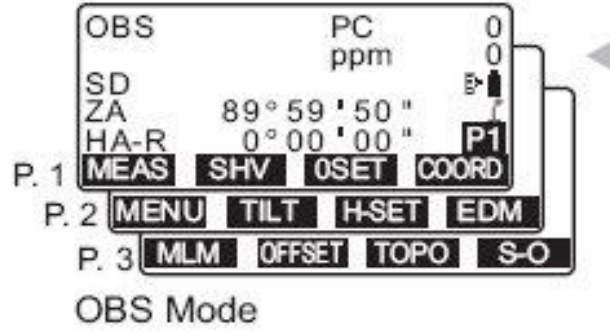 OBS PC 0
ppm 0
SD
ZA 89°59'50"
HA-R 0°00'00" P1
P. 1 MEAS SHV 0SET COORD
P. 2 MENU TILT H-SET EDM
P. 3 MLM OFFSET TOPO S-O
OBS Mode